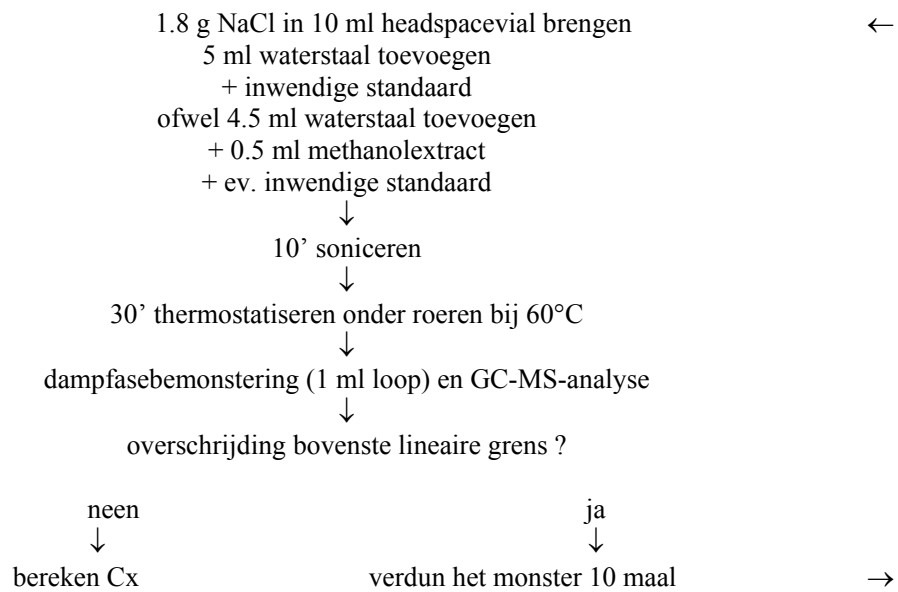 1.8 g NaCl in 10 ml headspacevial brengen ←
5 ml waterstaal toevoegen
+ inwendige standaard
ofwel 4.5 ml waterstaal toevoegen
+ 0.5 ml methanolextract
+ ev. inwendige standaard
↓
10’ soniceren
↓
30’ thermostatiseren onder roeren bij 60°C
↓
dampfasebemonstering (1 ml loop) en GC-MS-analyse
↓
overschrijding bovenste lineaire grens ?
neen ja
↓ ↓
bereken Cx verdun het monster 10 maal →